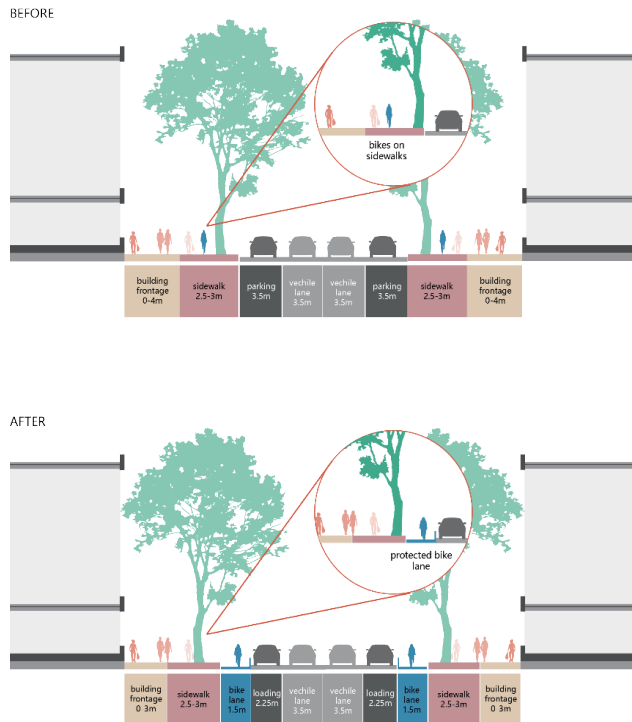 BEFORE
bikes on
sidewalks
building
frontage
0-4m
sidewalk
2.5-3m
parking
3.5m
vechile
lane
3.5m
vechile
lane
3.5m
parking
3.5m
sidewalk
2.5-3m
building
frontage
0-4m
AFTER
protected bike
lane
building
frontage
0 3m
sidewalk
2.5-3m
bike
lane
1.5m
loading
2.25m
vechile
lane
3.5m
vechile
lane
3.5m
loading
2.25m
bike
lane
1.5m
sidewalk
2.5-3m
building
frontage
0 3m